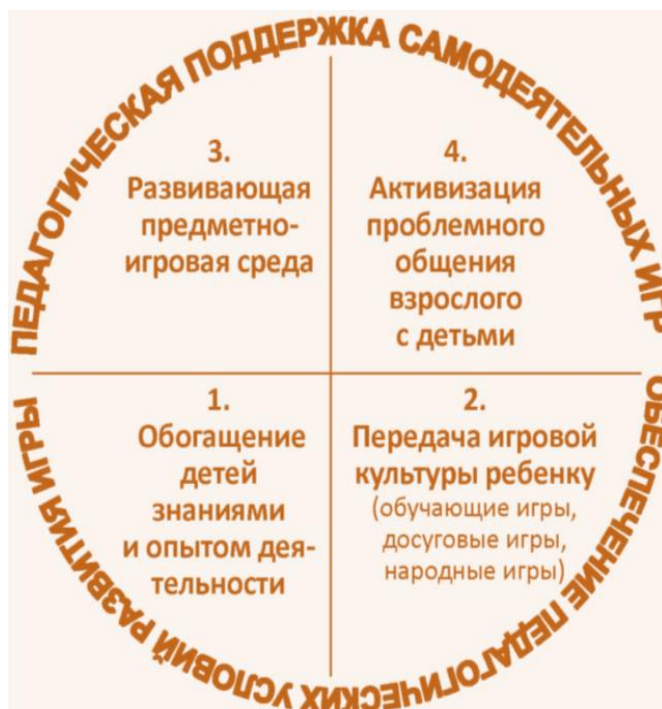 ПЕДАГОГИЧЕСКАЯ ПОДДЕРЖКА САМОДЕЯТЕЛЬНЫХ ИГР
3.
Развивающая
предметно-
игровая среда
4.
Активизация
проблемного
общения
взрослого
с детьми
1.
Обогащение
детей
знаниями
и опытом дея-
тельности
2.
Передача игровой
культуры ребенку
(обучающие игры,
досуговые игры,
народные игры)
ОБЕСПЕЧЕНИЕ ПЕДАГОГИЧЕСКИХ УСЛОВИЙ РАЗВИТИЯ ИГРЫ